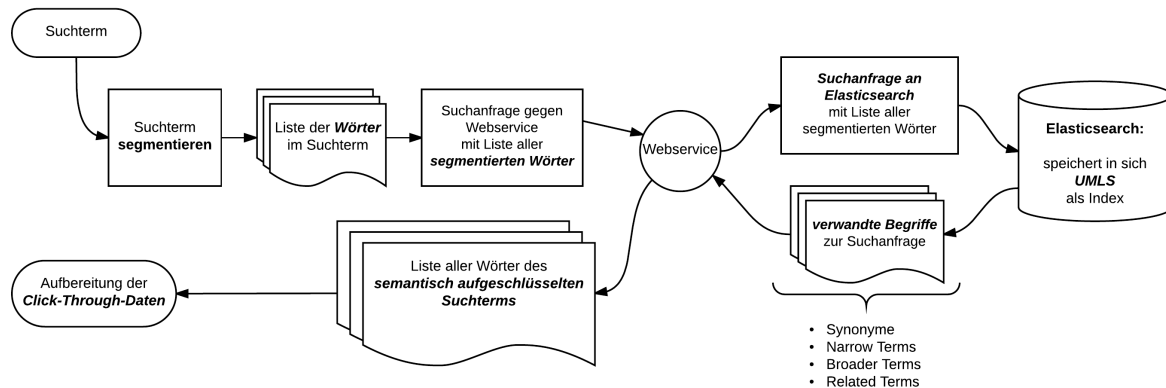 Suchterm
Suchterm
segmentieren
Liste der Wörter
im Suchterm
Suchanfrage gegen
Webservice
mit Liste aller
segmentierten Wörter
Webservice
Suchanfrage an
Elasticsearch
mit Liste aller
segmentierten Wörter
Elasticsearch:
speichert in sich
UMLS
als Index
verwandte Begriffe
zur Suchanfrage
• Synonyme
• Narrow Terms
• Broader Terms
• Related Terms
Liste aller Wörter des
semantisch aufgeschlüsselten
Suchterms
Aufbereitung der
Click-Through-Daten